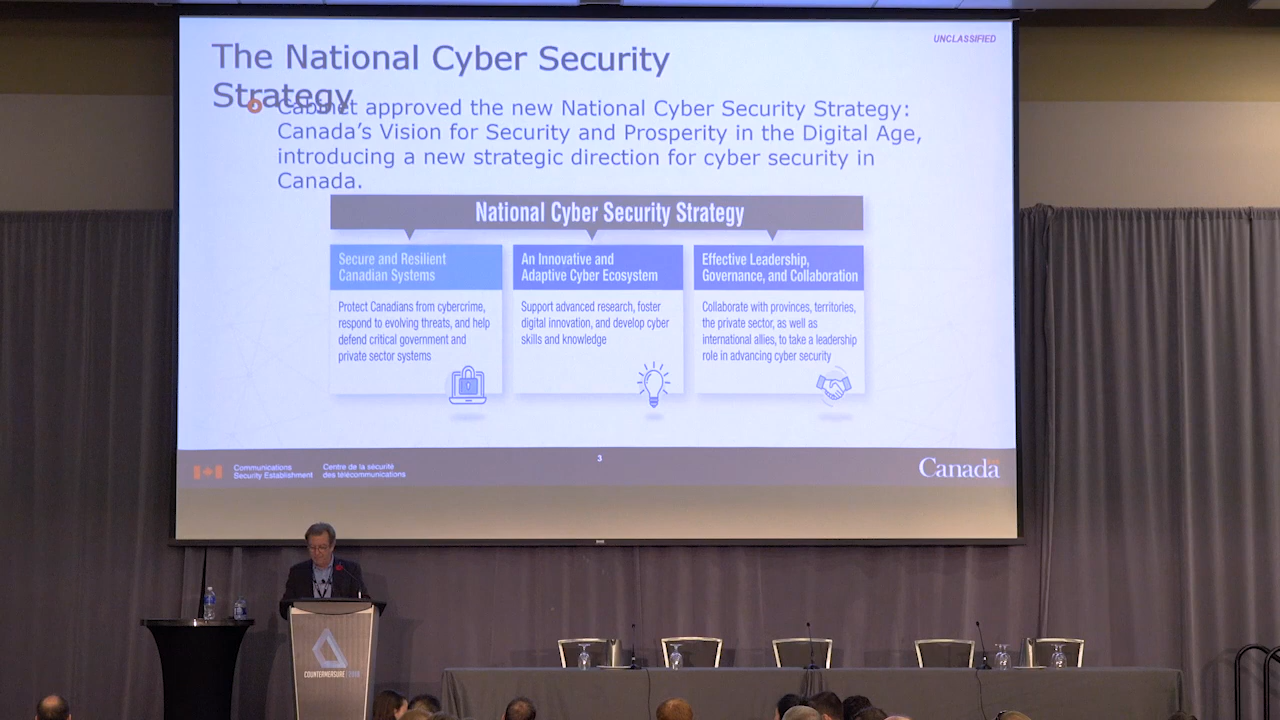 UNCLASSIFIED
The National Cyber Security
Strategy
Cabinet approved the new National Cyber Security Strategy:
Canada’s Vision for Security and Prosperity in the Digital Age,
introducing a new strategic direction for cyber security in
Canada.
National Cyber Security Strategy
Secure and Resilient
Canadian Systems
Protect Canadians from cybercrime,
respond to evolving threats, and help
defend critical government and
private sector systems
An Innovative and
Adaptive Cyber Ecosystem
Support advanced research, foster
digital innovation, and develop cyber
skills and knowledge
Effective Leadership,
Governance, and Collaboration
Collaborate with provinces, territories,
the private sector, as well as
international allies, to take a leadership
role in advancing cyber security
Communications
Security Establishment
Centre de la sécurité
des télécommunications
3
Canada
COUNTERMEASURE